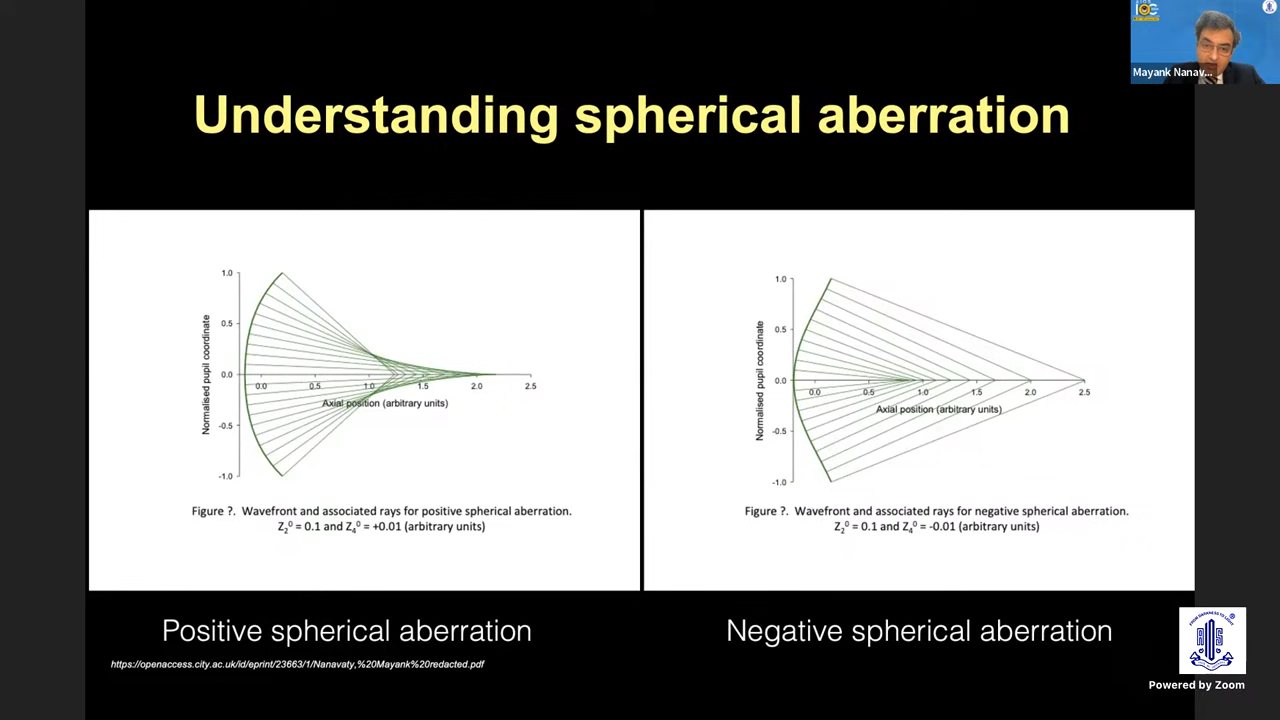 IOC
Mayank Nanav...
Understanding spherical aberration
1.0
0.5
0.0
-0.5
-1.0
Normalised pupil coordinate
0.0 0.5 1.0 1.5 2.0 2.5
Axial position (arbitrary units)
Figure ?. Wavefront and associated rays for positive spherical aberration.
Z₂⁰ = 0.1 and Z₄⁰ = +0.01 (arbitrary units)
1.0
0.5
0.0
-0.5
-1.0
Normalised pupil coordinate
0.0 0.5 1.0 1.5 2.0 2.5
Axial position (arbitrary units)
Figure ?. Wavefront and associated rays for negative spherical aberration.
Z₂⁰ = 0.1 and Z₄⁰ = -0.01 (arbitrary units)
Positive spherical aberration
Negative spherical aberration
https://openaccess.city.ac.uk/id/eprint/23663/1/Nanavaty,%20Mayank%20redacted.pdf
Powered by Zoom